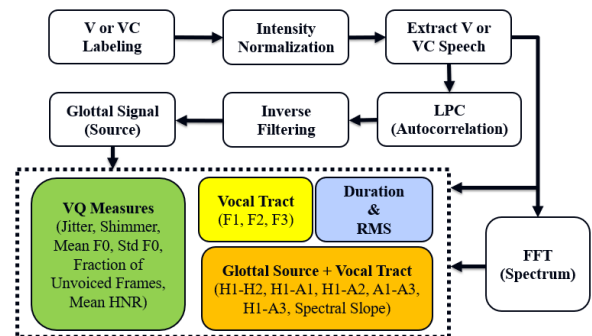 V or VC
Labeling
Intensity
Normalization
Extract V or
VC Speech
Glottal Signal
(Source)
Inverse
Filtering
LPC
(Autocorrelation)
VQ Measures
(Jitter, Shimmer,
Mean F0, Std F0,
Fraction of
Unvoiced Frames,
Mean HNR)
Vocal Tract
(F1, F2, F3)
Duration
&
RMS
Glottal Source + Vocal Tract
(H1-H2, H1-A1, H1-A2, A1-A3,
H1-A3, Spectral Slope)
FFT
(Spectrum)